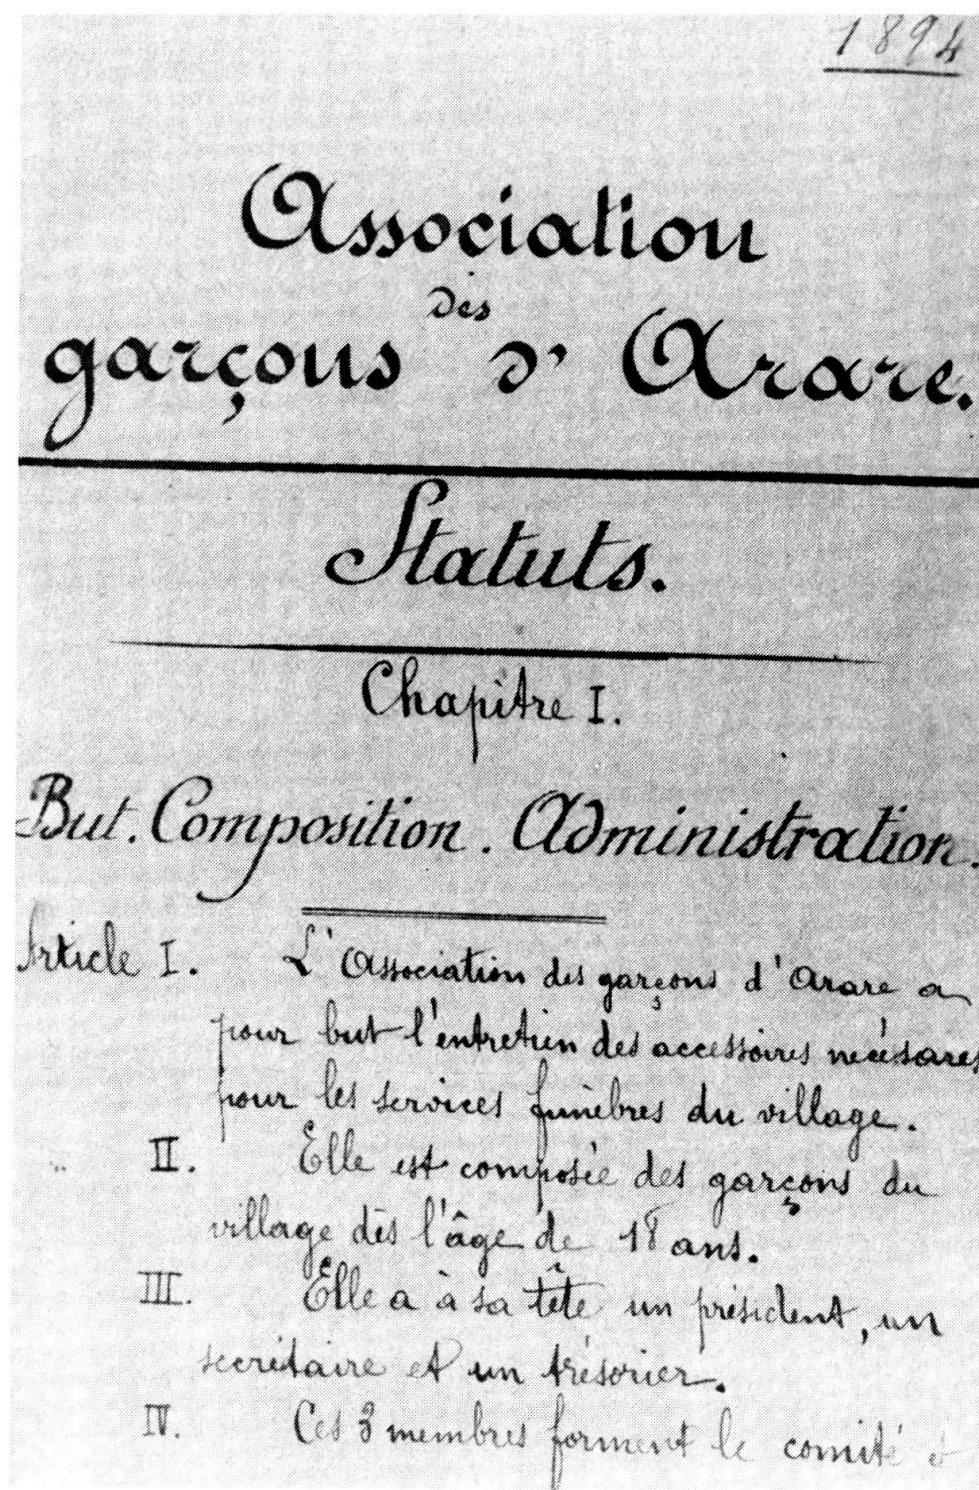 1894
Association
des
garçons d'Arare.
Statuts.
Chapitre I.
But. Composition. Administration.
Article I. L'Association des garçons d'Arare a
pour but l'entretien des accessoires nécessares
pour les services funèbres du village.
" II. Elle est composée des garçons du
village dès l'âge de 18 ans.
III. Elle a à sa tête un président, un
secrétaire et un trésorier.
IV. Ces 3 membres forment le comité et